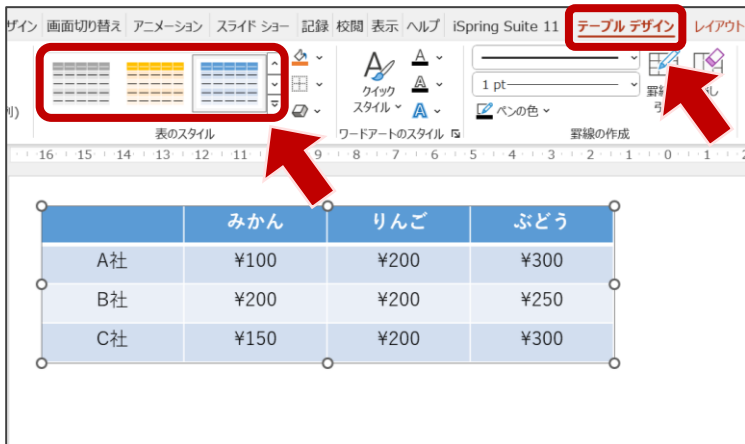 ザイン 画面切り替え アニメーション スライド ショー 記録 校閲 表示 ヘルプ iSpring Suite 11 テーブル デザイン レイアウト
クイック
スタイル
1 pt
ペンの色
罫
引
し
列)
表のスタイル ワードアートのスタイル 罫線の作成
16 15 14 13 12 11 9 8 7 6 5 4 3 2 1 0 1 2
みかん りんご ぶどう
A社 ¥100 ¥200 ¥300
B社 ¥200 ¥200 ¥250
C社 ¥150 ¥200 ¥300